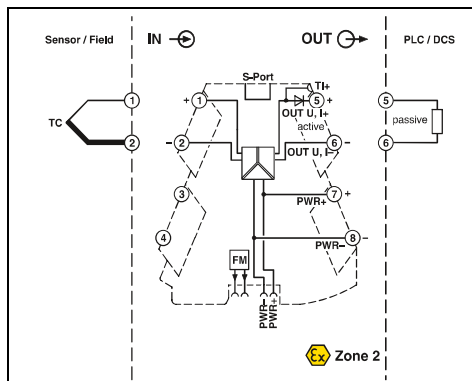 Sensor / Field
IN
OUT
PLC / DCS
S-Port
TI+
1
+
1
+
5
5
OUT U, I+
TC
active
passive
2
−
2
6
−
6
OUT U, I−
3
7
+
PWR+
4
8
−
PWR−
FM
PWR−
PWR+
Ex
Zone 2